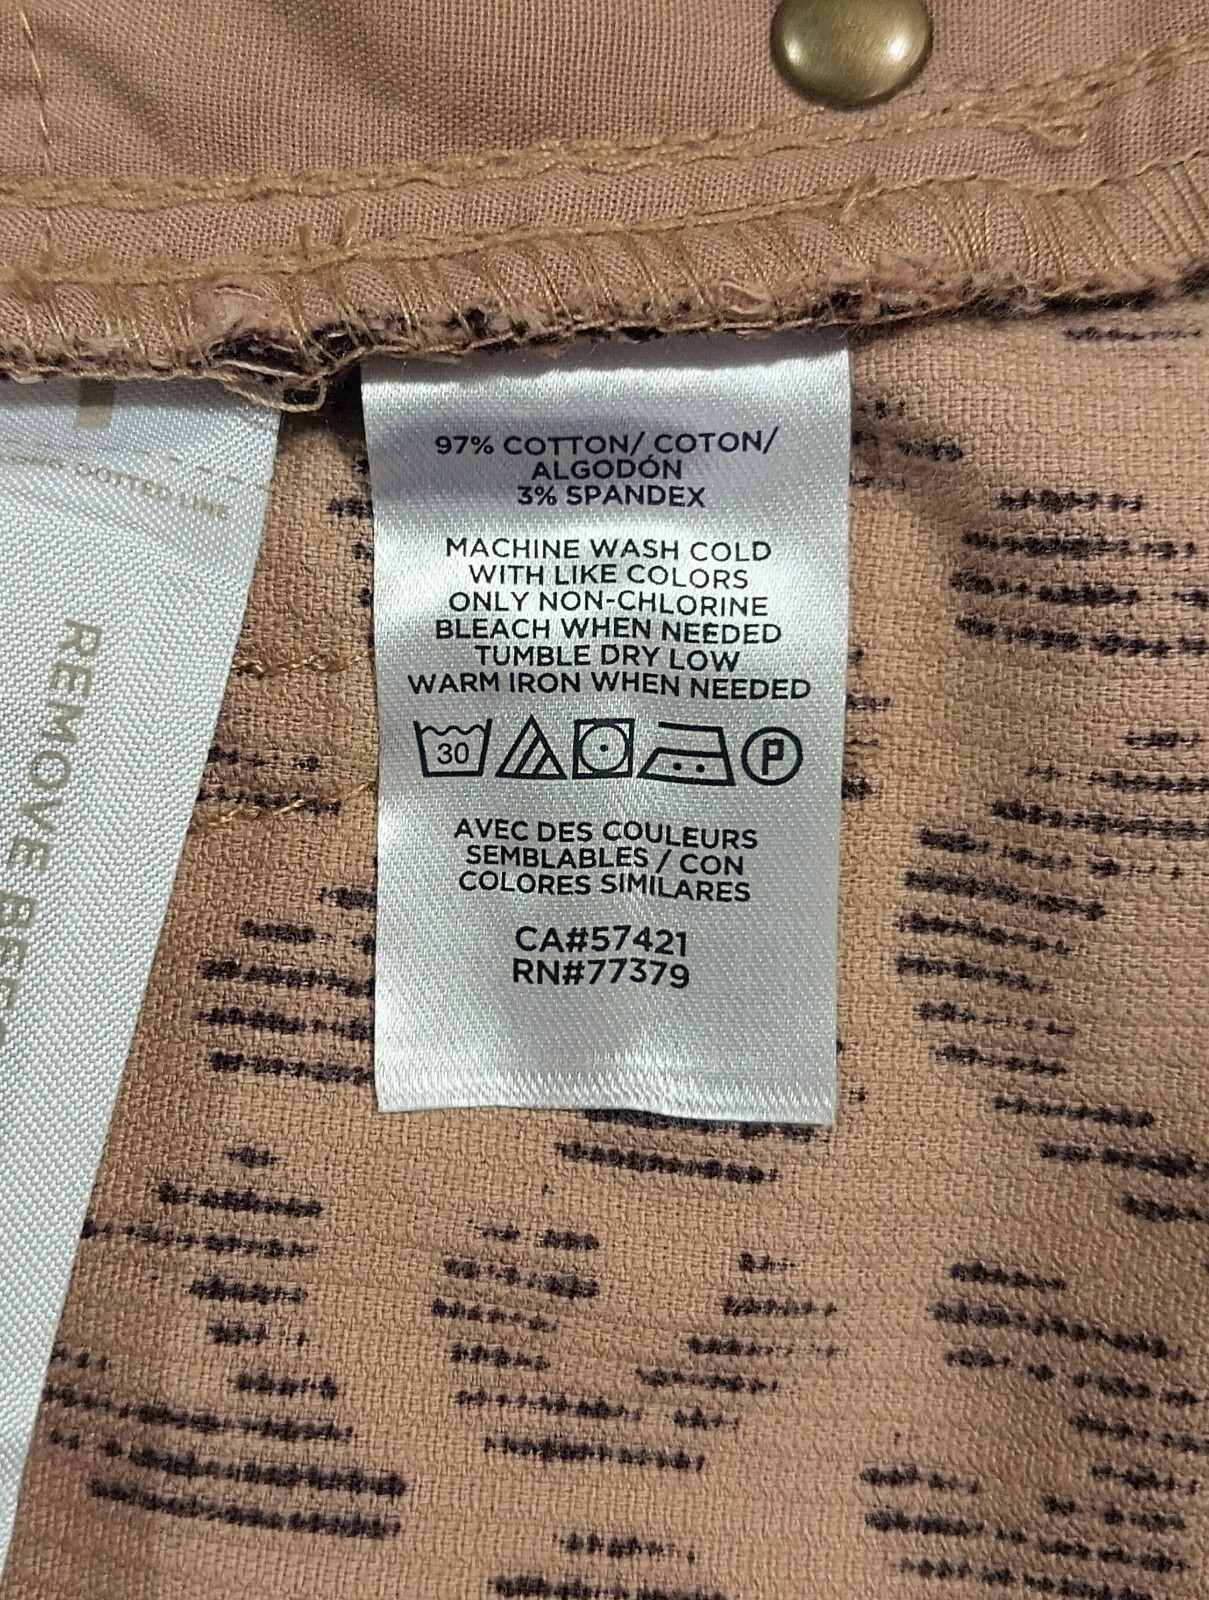 97% COTTON/ COTON/
ALGODÓN
3% SPANDEX
MACHINE WASH COLD
WITH LIKE COLORS
ONLY NON-CHLORINE
BLEACH WHEN NEEDED
TUMBLE DRY LOW
WARM IRON WHEN NEEDED
30 P
AVEC DES COULEURS
SEMBLABLES / CON
COLORES SIMILARES
CA#57421
RN#77379
DOTTED LINE
REMOVE